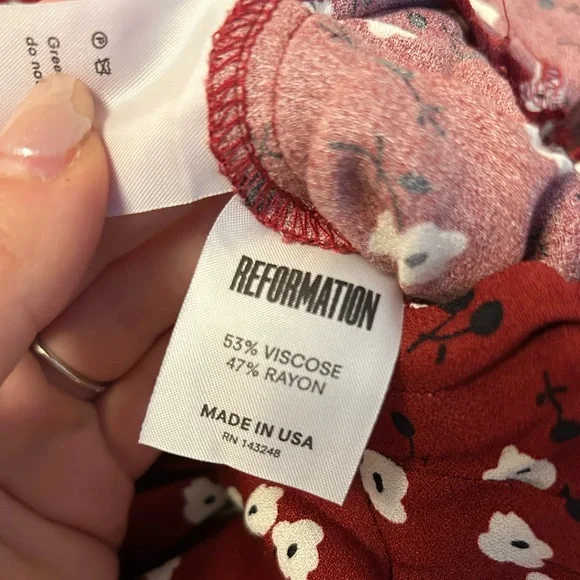 Gree
do no
P
REFORMATION
53% VISCOSE
47% RAYON
MADE IN USA
RN 143248